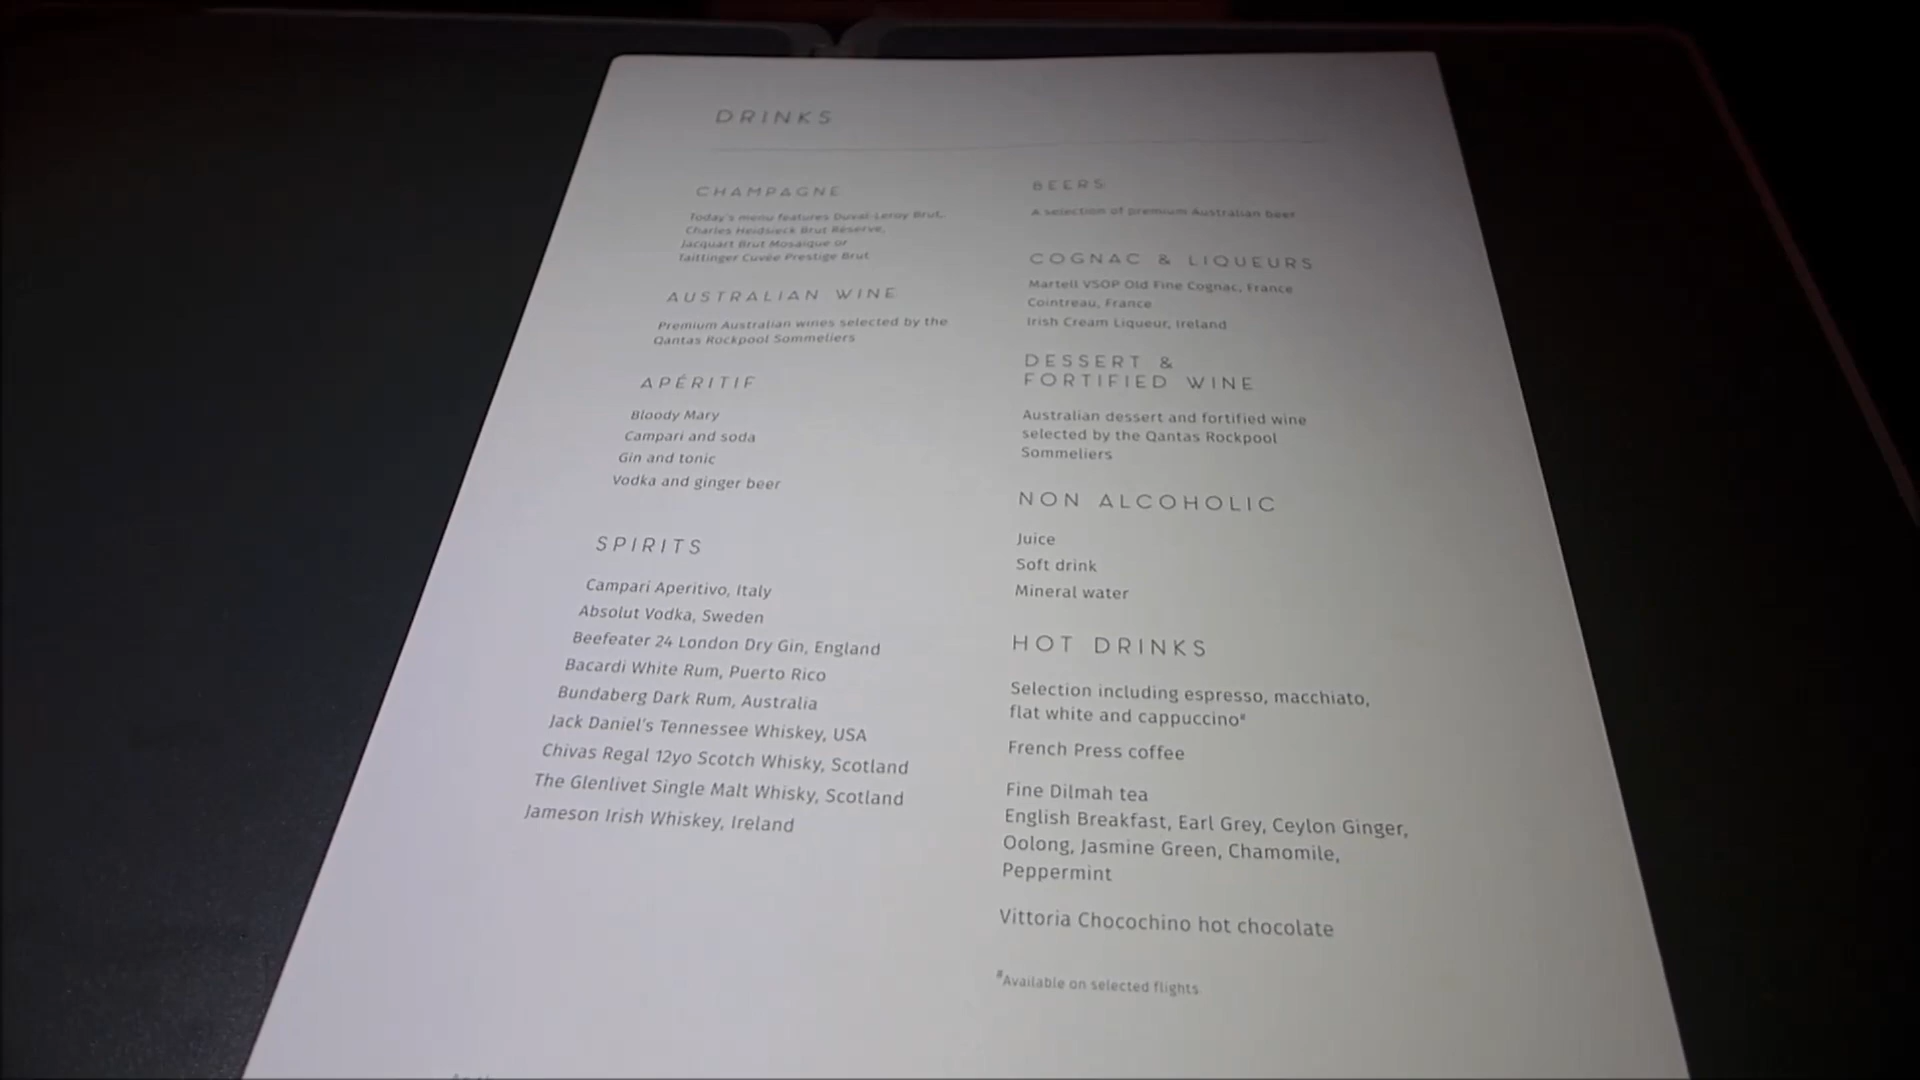 DRINKS
CHAMPAGNE
Today's menu features Duval-Leroy Brut,
Charles Heidsieck Brut Reserve,
Jacquart Brut Mosaïque or
Taittinger Cuvée Prestige Brut
AUSTRALIAN WINE
Premium Australian wines selected by the
Qantas Rockpool Sommeliers
APÉRITIF
Bloody Mary
Campari and soda
Gin and tonic
Vodka and ginger beer
SPIRITS
Campari Aperitivo, Italy
Absolut Vodka, Sweden
Beefeater 24 London Dry Gin, England
Bacardi White Rum, Puerto Rico
Bundaberg Dark Rum, Australia
Jack Daniel's Tennessee Whiskey, USA
Chivas Regal 12yo Scotch Whisky, Scotland
The Glenlivet Single Malt Whisky, Scotland
Jameson Irish Whiskey, Ireland
BEERS
A selection of premium Australian beer
COGNAC & LIQUEURS
Martell VSOP Old Fine Cognac, France
Cointreau, France
Irish Cream Liqueur, Ireland
DESSERT &
FORTIFIED WINE
Australian dessert and fortified wine
selected by the Qantas Rockpool
Sommeliers
NON ALCOHOLIC
Juice
Soft drink
Mineral water
HOT DRINKS
Selection including espresso, macchiato,
flat white and cappuccino#
French Press coffee
Fine Dilmah tea
English Breakfast, Earl Grey, Ceylon Ginger,
Oolong, Jasmine Green, Chamomile,
Peppermint
Vittoria Chocochino hot chocolate
#Available on selected flights